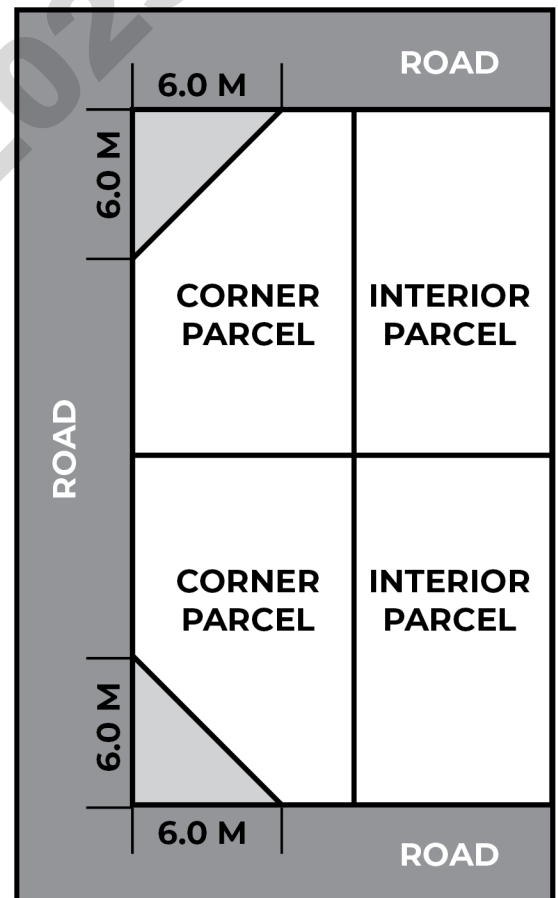 ROAD
6.0 M
6.0 M
CORNER
PARCEL
INTERIOR
PARCEL
ROAD
CORNER
PARCEL
INTERIOR
PARCEL
6.0 M
6.0 M
ROAD